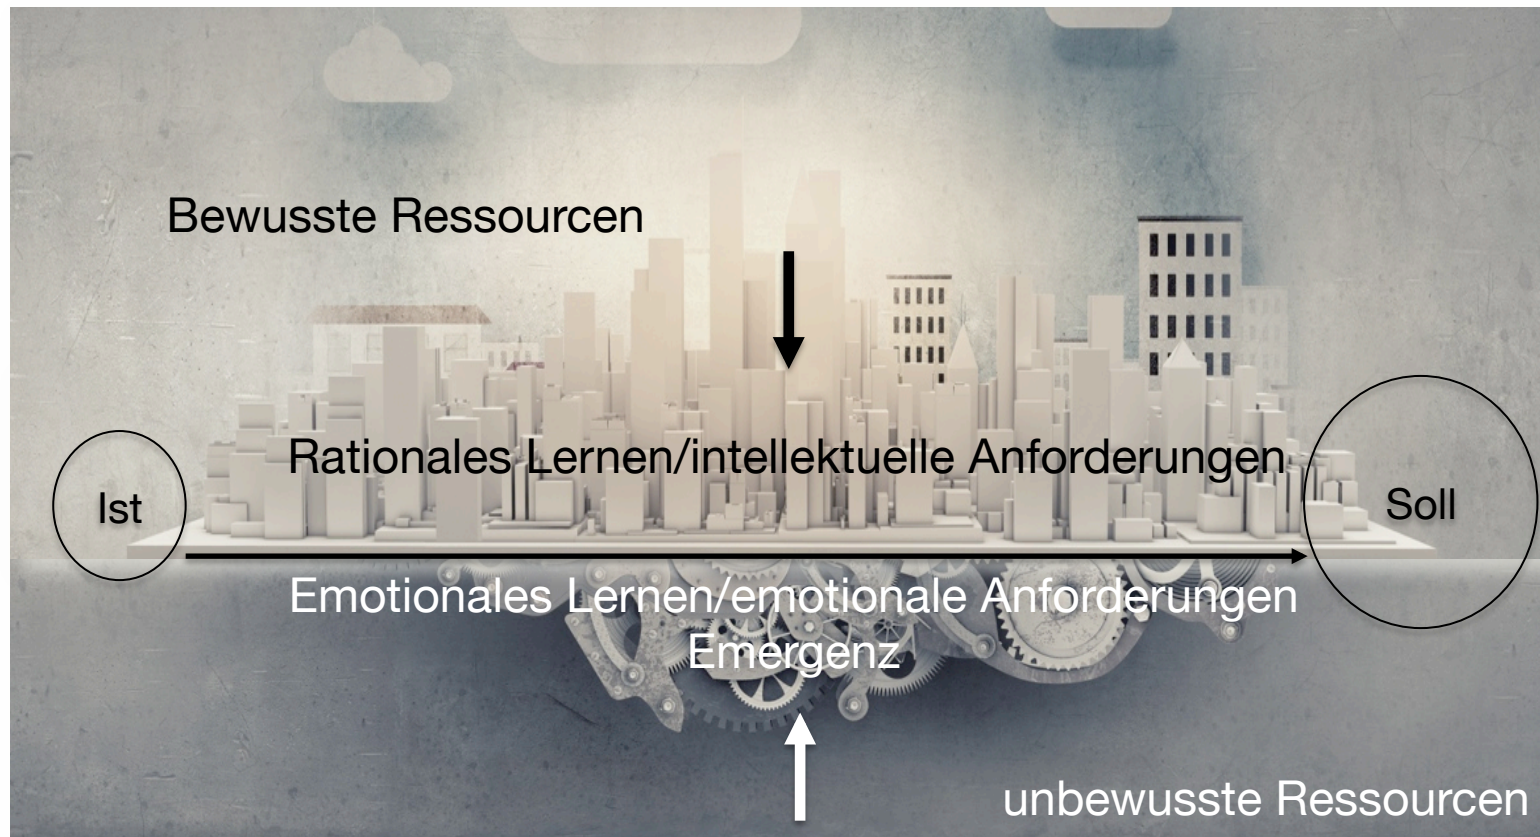 Bewusste Ressourcen
Rationales Lernen/intellektuelle Anforderungen
Ist
Soll
Emotionales Lernen/emotionale Anforderungen
Emergenz
unbewusste Ressourcen